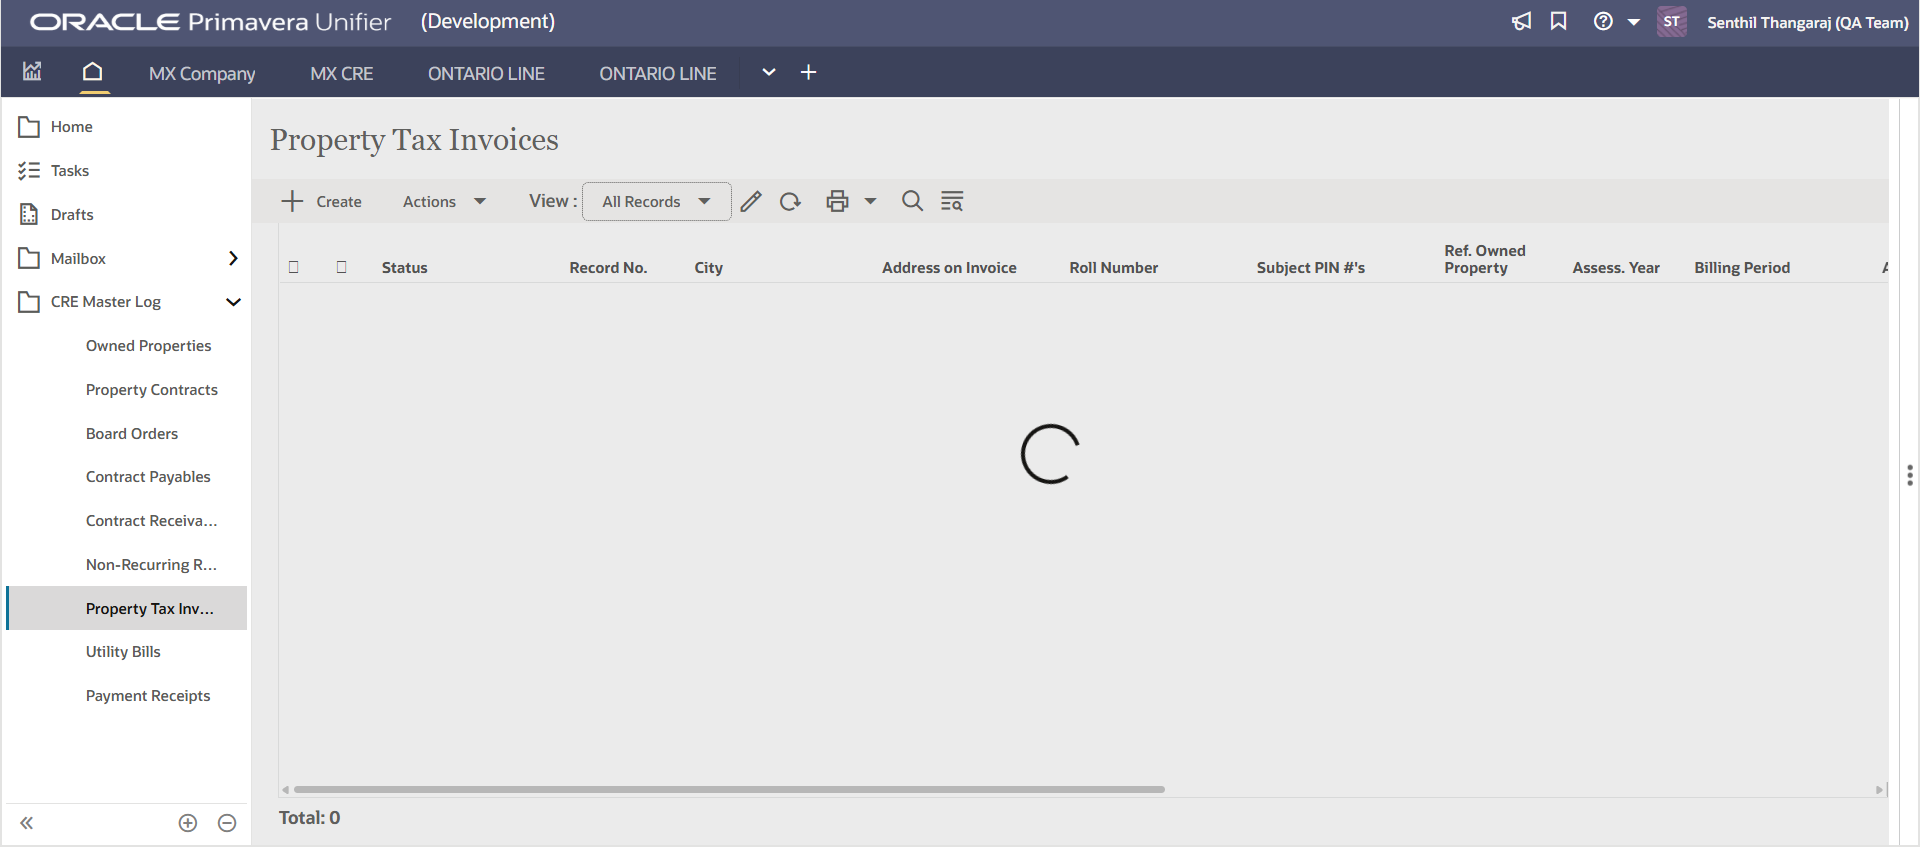 ORACLE Primavera Unifier (Development)
ST Senthil Thangaraj (QA Team)
MX Company MX CRE ONTARIO LINE ONTARIO LINE
Home
Tasks
Drafts
Mailbox
CRE Master Log
Owned Properties
Property Contracts
Board Orders
Contract Payables
Contract Receiva...
Non-Recurring R...
Property Tax Inv...
Utility Bills
Payment Receipts
Property Tax Invoices
Create Actions View : All Records
Status Record No. City Address on Invoice Roll Number Subject PIN #'s Ref. Owned Property Assess. Year Billing Period
Total: 0